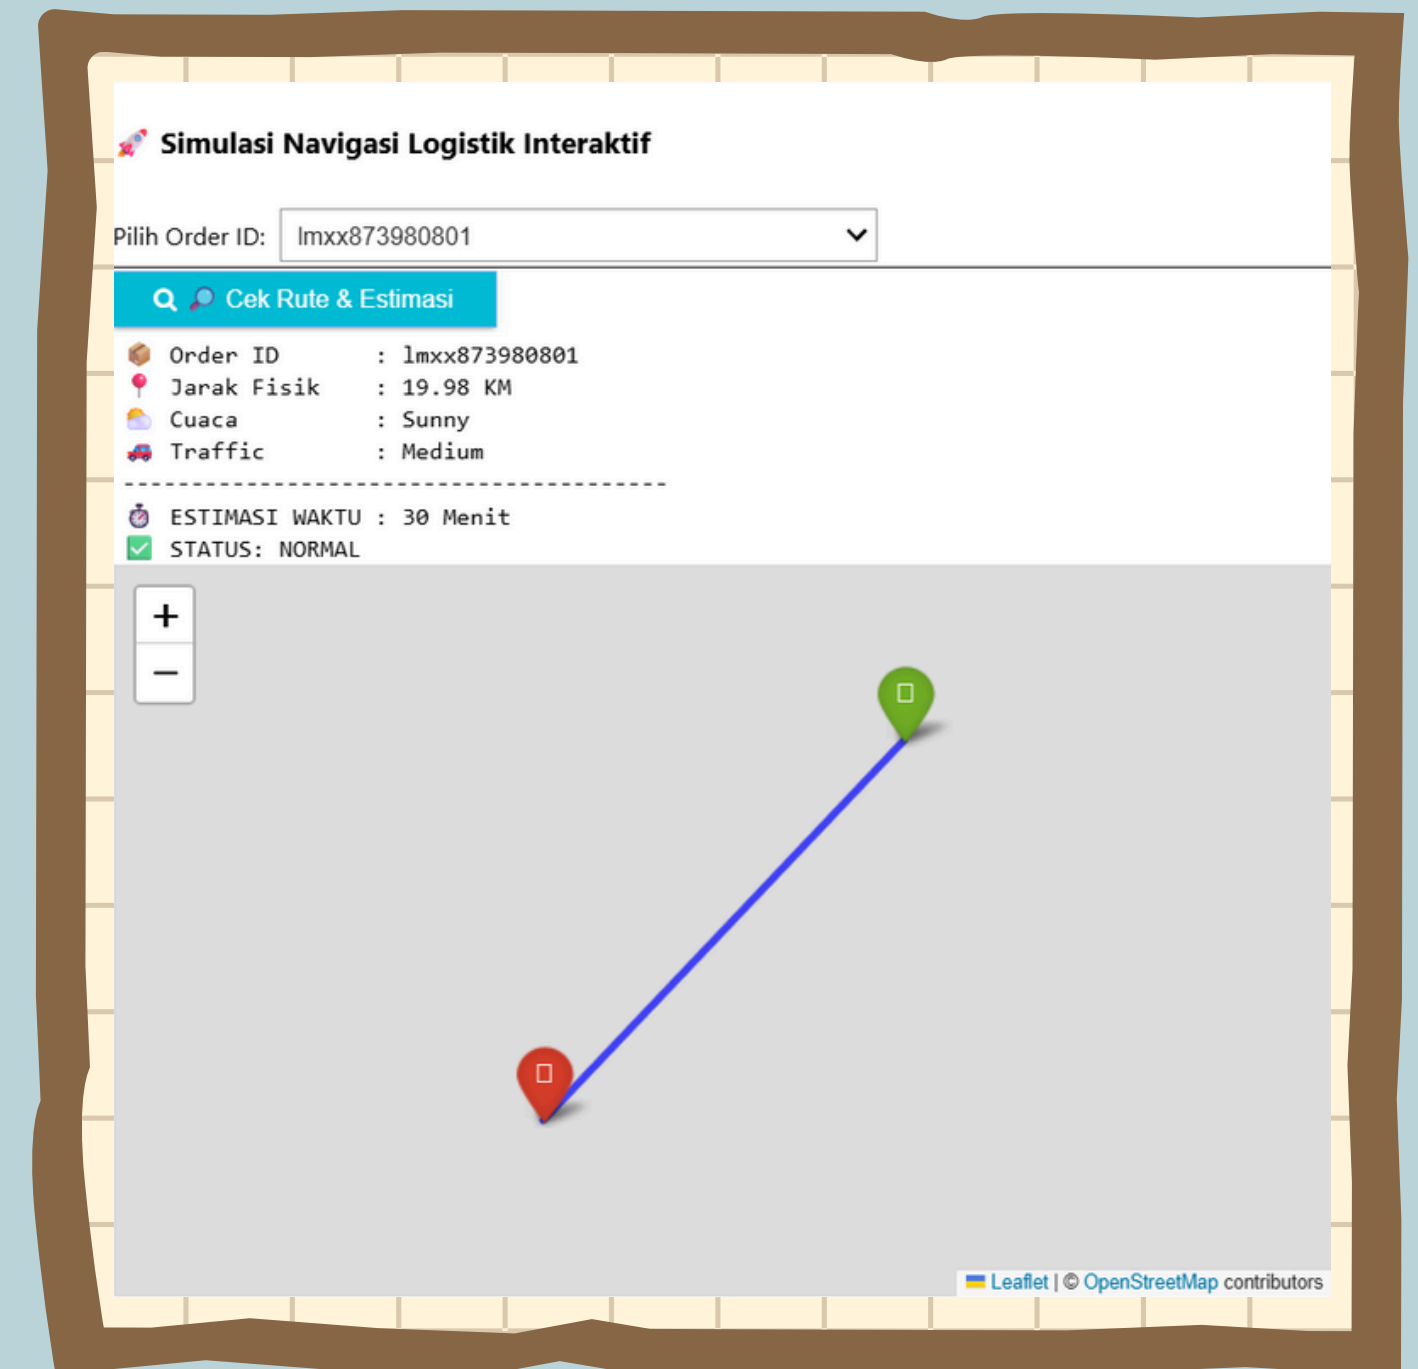 🚀 Simulasi Navigasi Logistik Interaktif
Pilih Order ID: lmxx873980801
🔎 Cek Rute & Estimasi
📦 Order ID : lmxx873980801
📍 Jarak Fisik : 19.98 KM
🌤️ Cuaca : Sunny
🚗 Traffic : Medium
----------------------------------------
⏱️ ESTIMASI WAKTU : 30 Menit
✅ STATUS: NORMAL
+
−
Leaflet | © OpenStreetMap contributors